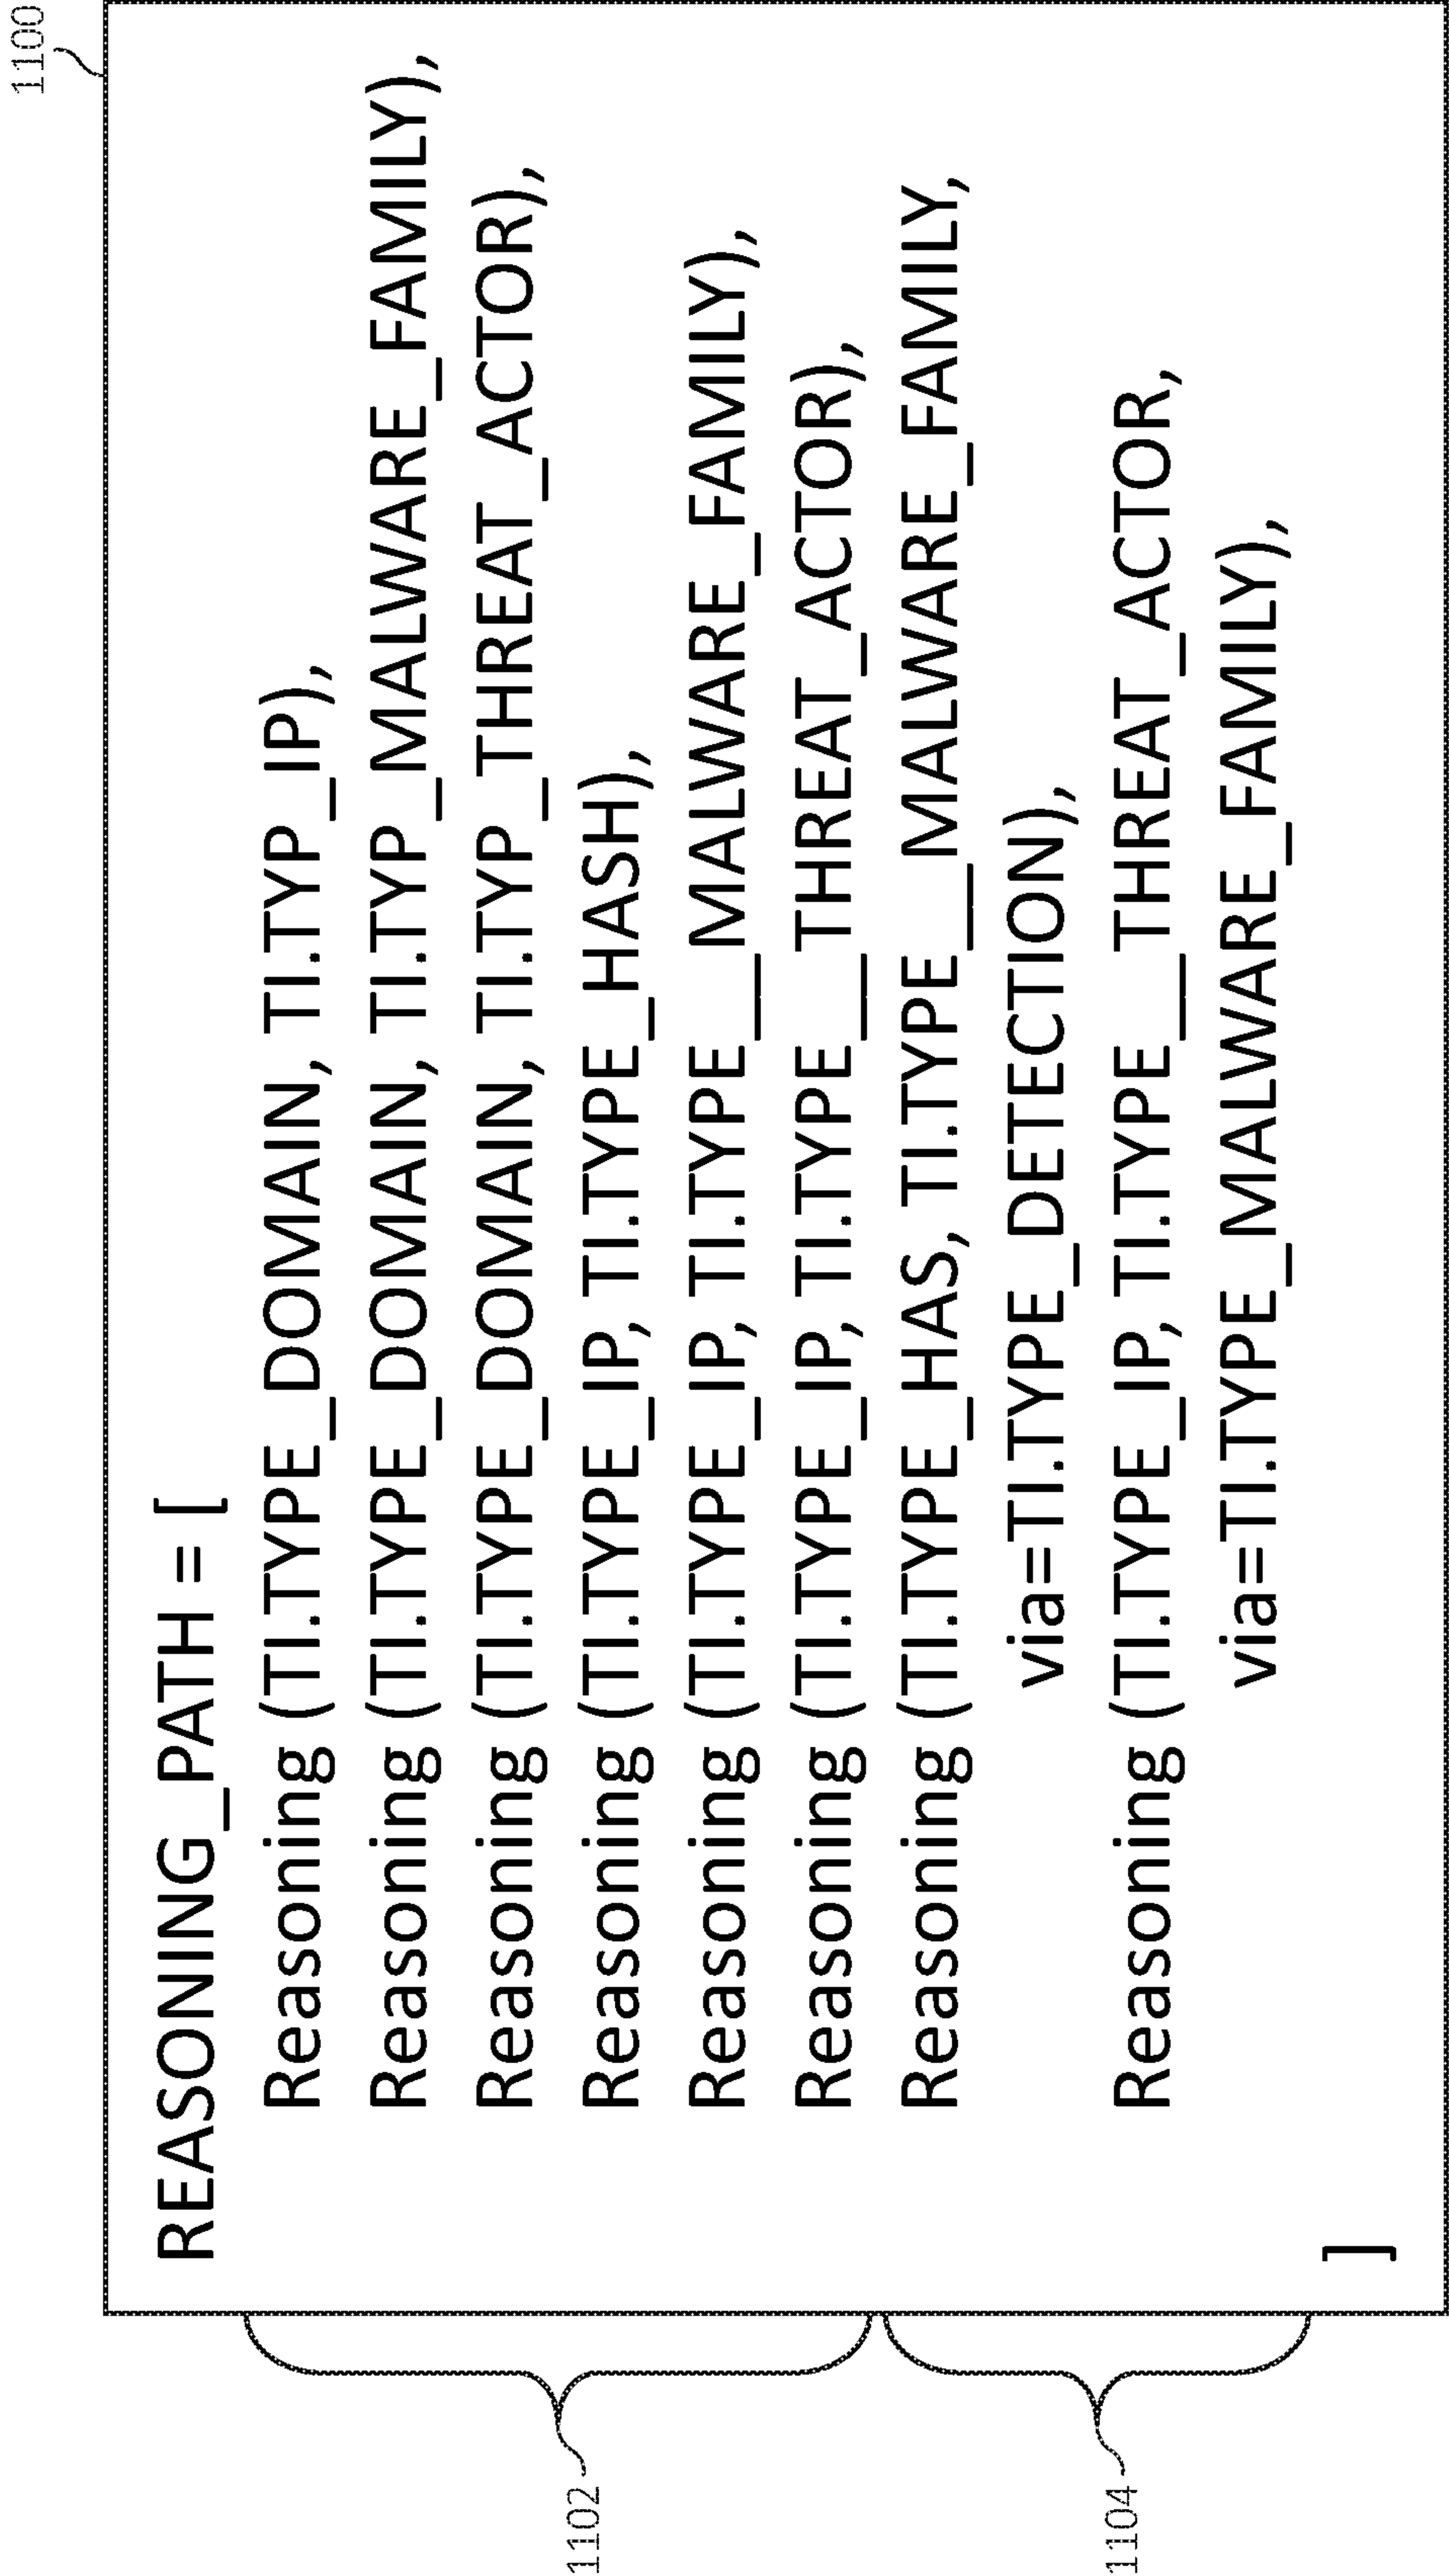 1100
REASONING_PATH = [
Reasoning (TI.TYPE_DOMAIN, TI.TYP_IP),
Reasoning (TI.TYPE_DOMAIN, TI.TYP_MALWARE_FAMILY),
Reasoning (TI.TYPE_DOMAIN, TI.TYP_THREAT_ACTOR),
Reasoning (TI.TYPE_IP, TI.TYPE_HASH),
Reasoning (TI.TYPE_IP, TI.TYPE__MALWARE_FAMILY),
Reasoning (TI.TYPE_IP, TI.TYPE__THREAT_ACTOR),
Reasoning (TI.TYPE_HAS, TI.TYPE__MALWARE_FAMILY,
via=TI.TYPE_DETECTION),
Reasoning (TI.TYPE_IP, TI.TYPE__THREAT_ACTOR,
via=TI.TYPE_MALWARE_FAMILY),
]
1102
1104